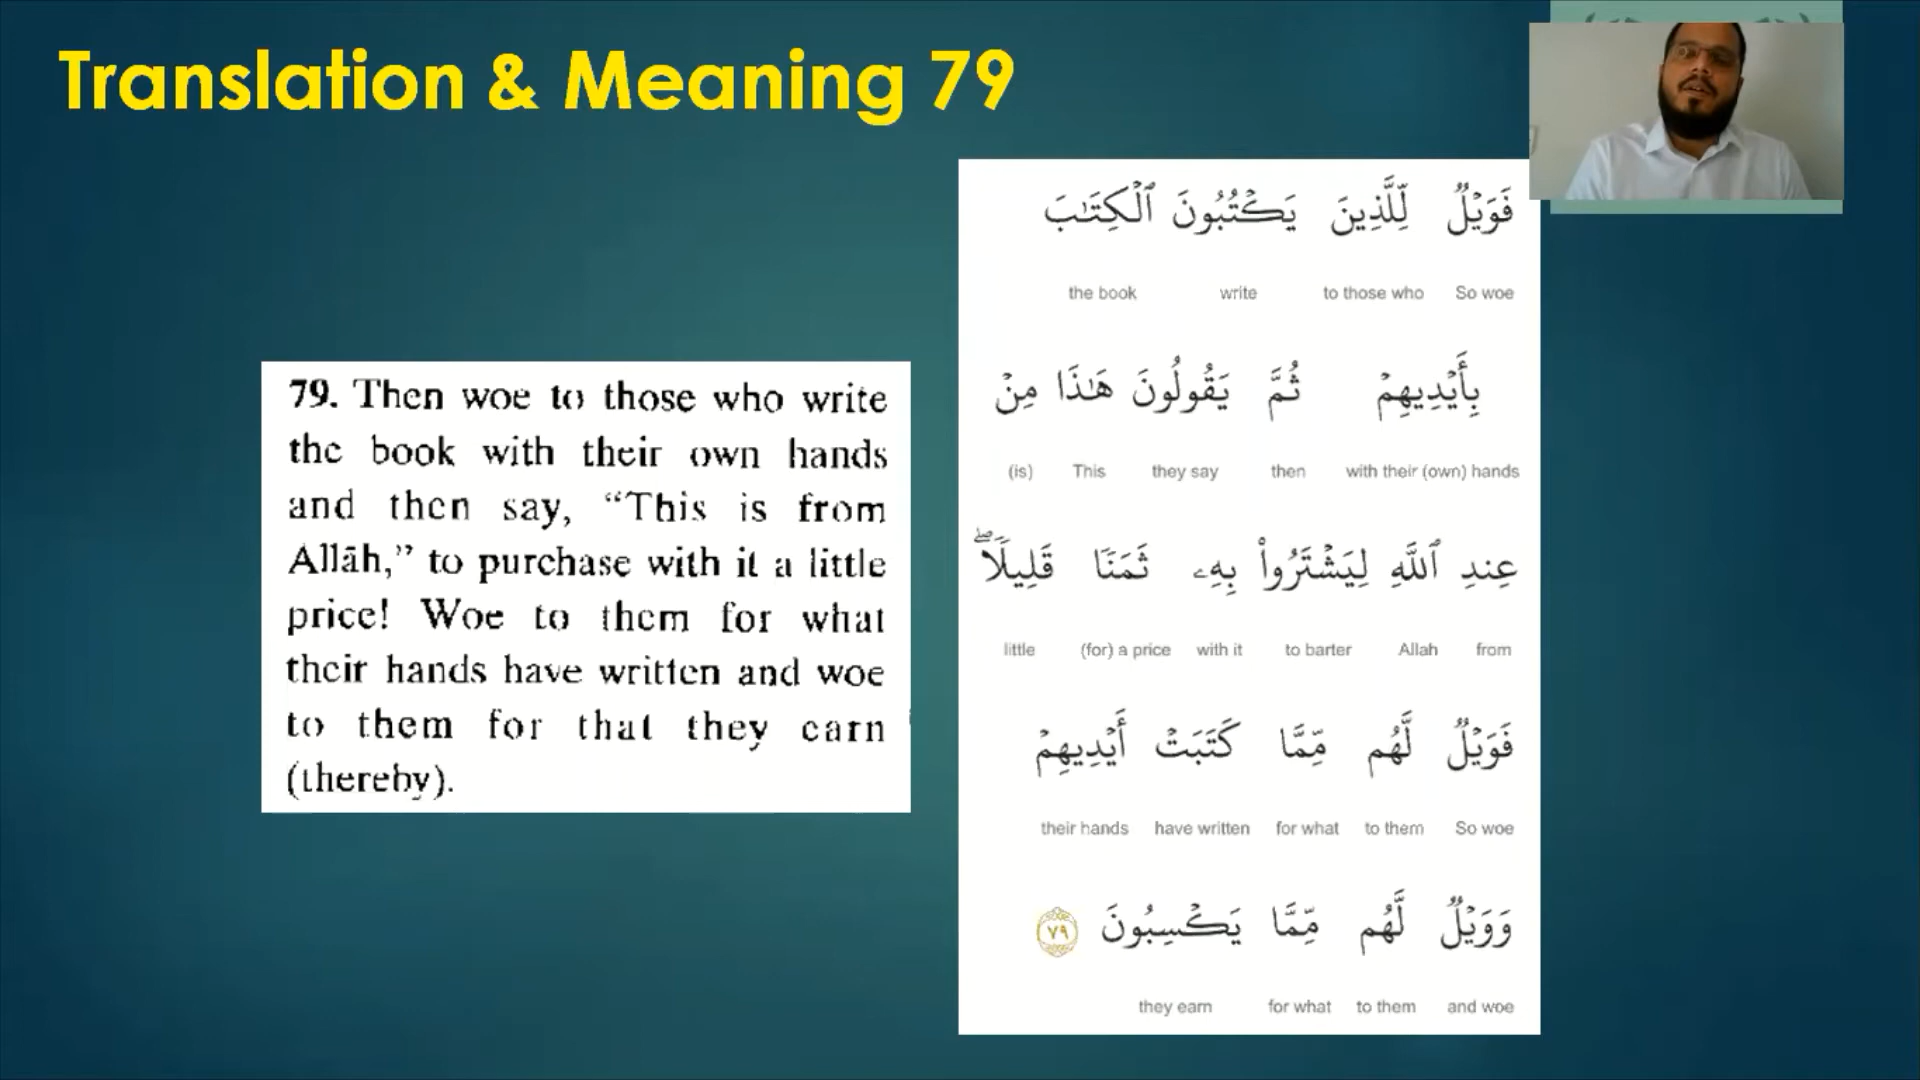 Translation & Meaning 79
79. Then woe to those who write
the book with their own hands
and then say, “This is from
Allāh,” to purchase with it a little
price! Woe to them for what
their hands have written and woe
to them for that they earn
(thereby).
فَوَيْلٌ لِّلَّذِينَ يَكْتُبُونَ ٱلْكِتَـٰبَ
the book write to those who So woe
بِأَيْدِيهِمْ ثُمَّ يَقُولُونَ هَـٰذَا مِنْ
(is) This they say then with their (own) hands
عِندِ ٱللَّهِ لِيَشْتَرُوا۟ بِهِۦ ثَمَنًا قَلِيلًا ۖ
little (for) a price with it to barter Allah from
فَوَيْلٌ لَّهُم مِّمَّا كَتَبَتْ أَيْدِيهِمْ
their hands have written for what to them So woe
وَوَيْلٌ لَّهُم مِّمَّا يَكْسِبُونَ ٧٩
they earn for what to them and woe